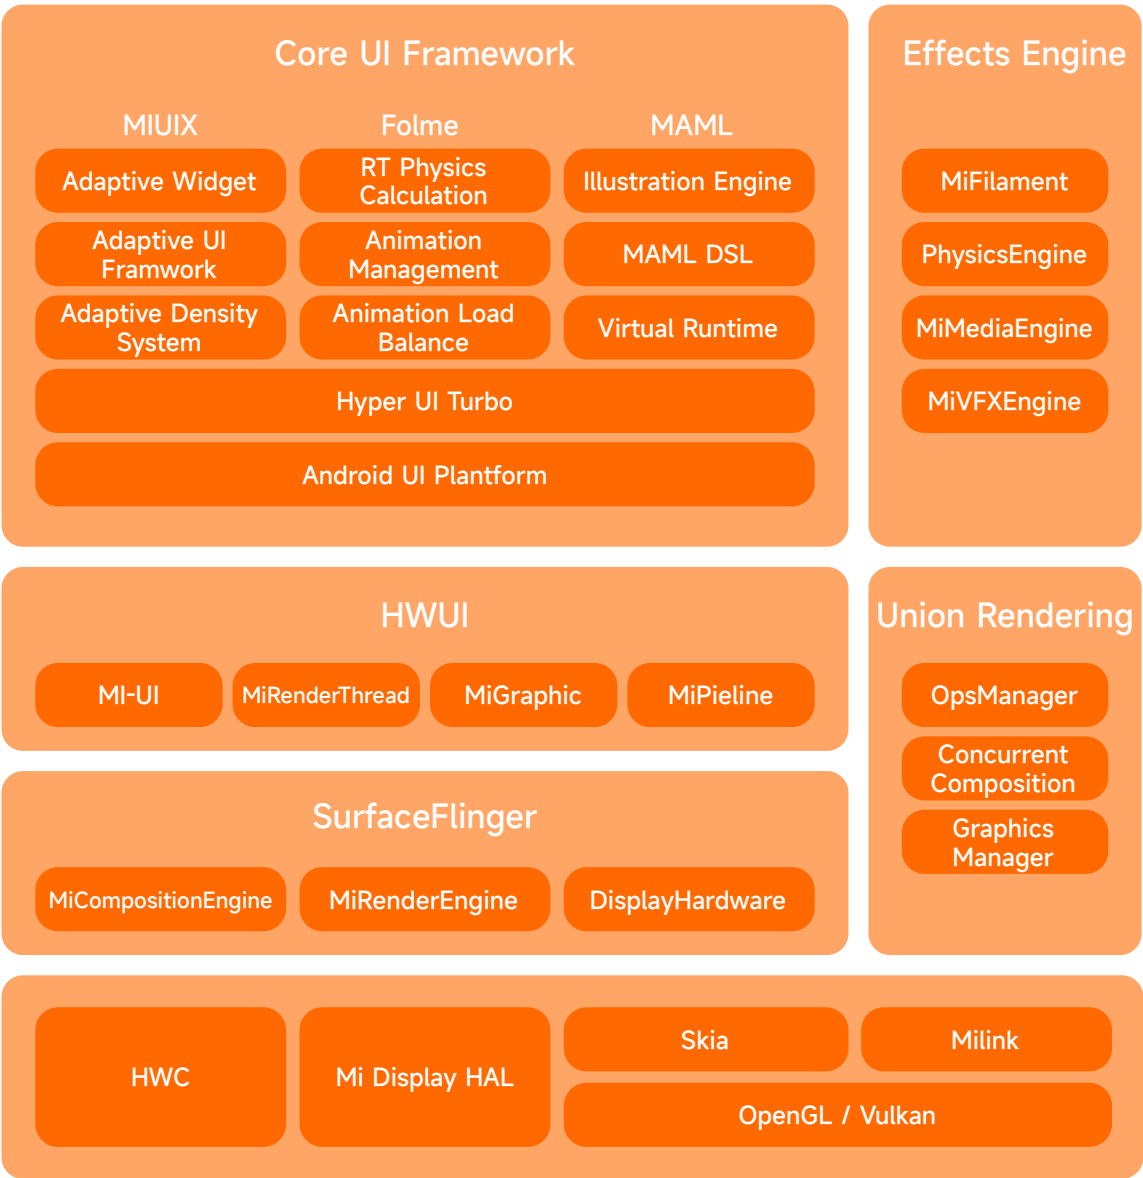 Core UI Framework
MIUIX
Folme
MAML
Adaptive Widget
RT Physics
Calculation
Illustration Engine
Adaptive UI
Framwork
Animation
Management
MAML DSL
Adaptive Density
System
Animation Load
Balance
Virtual Runtime
Hyper UI Turbo
Android UI Plantform
Effects Engine
MiFilament
PhysicsEngine
MiMediaEngine
MiVFXEngine
HWUI
MI-UI
MiRenderThread
MiGraphic
MiPieline
SurfaceFlinger
MiCompositionEngine
MiRenderEngine
DisplayHardware
Union Rendering
OpsManager
Concurrent
Composition
Graphics
Manager
HWC
Mi Display HAL
Skia
Milink
OpenGL / Vulkan